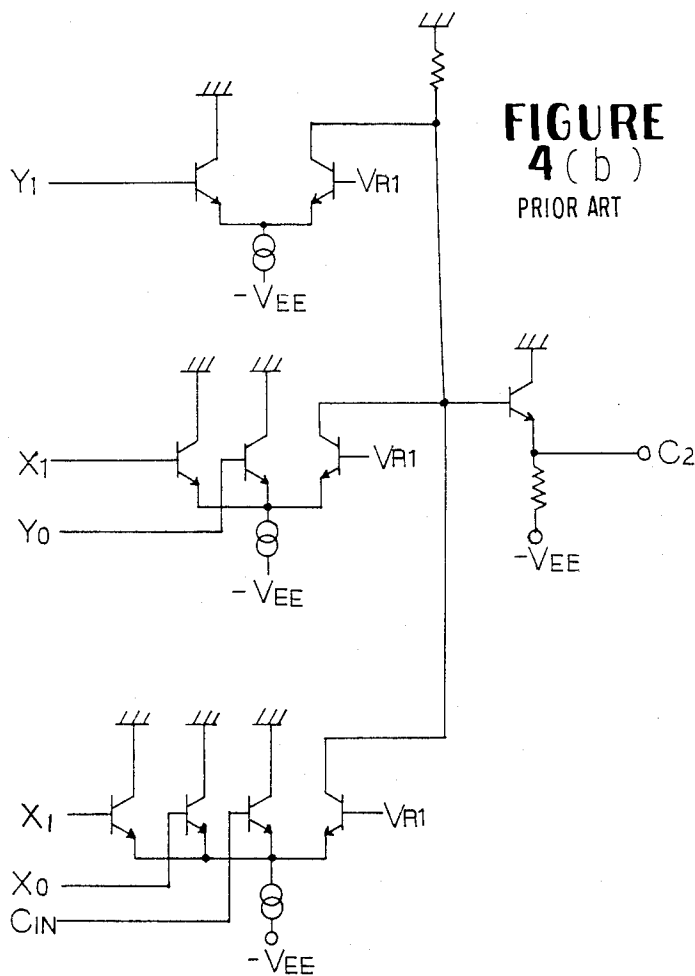 FIGURE
4 (b)
PRIOR ART
Y1
VR1
-VEE
X1
VR1
Y0
-VEE
C2
-VEE
X1
VR1
X0
CIN
-VEE